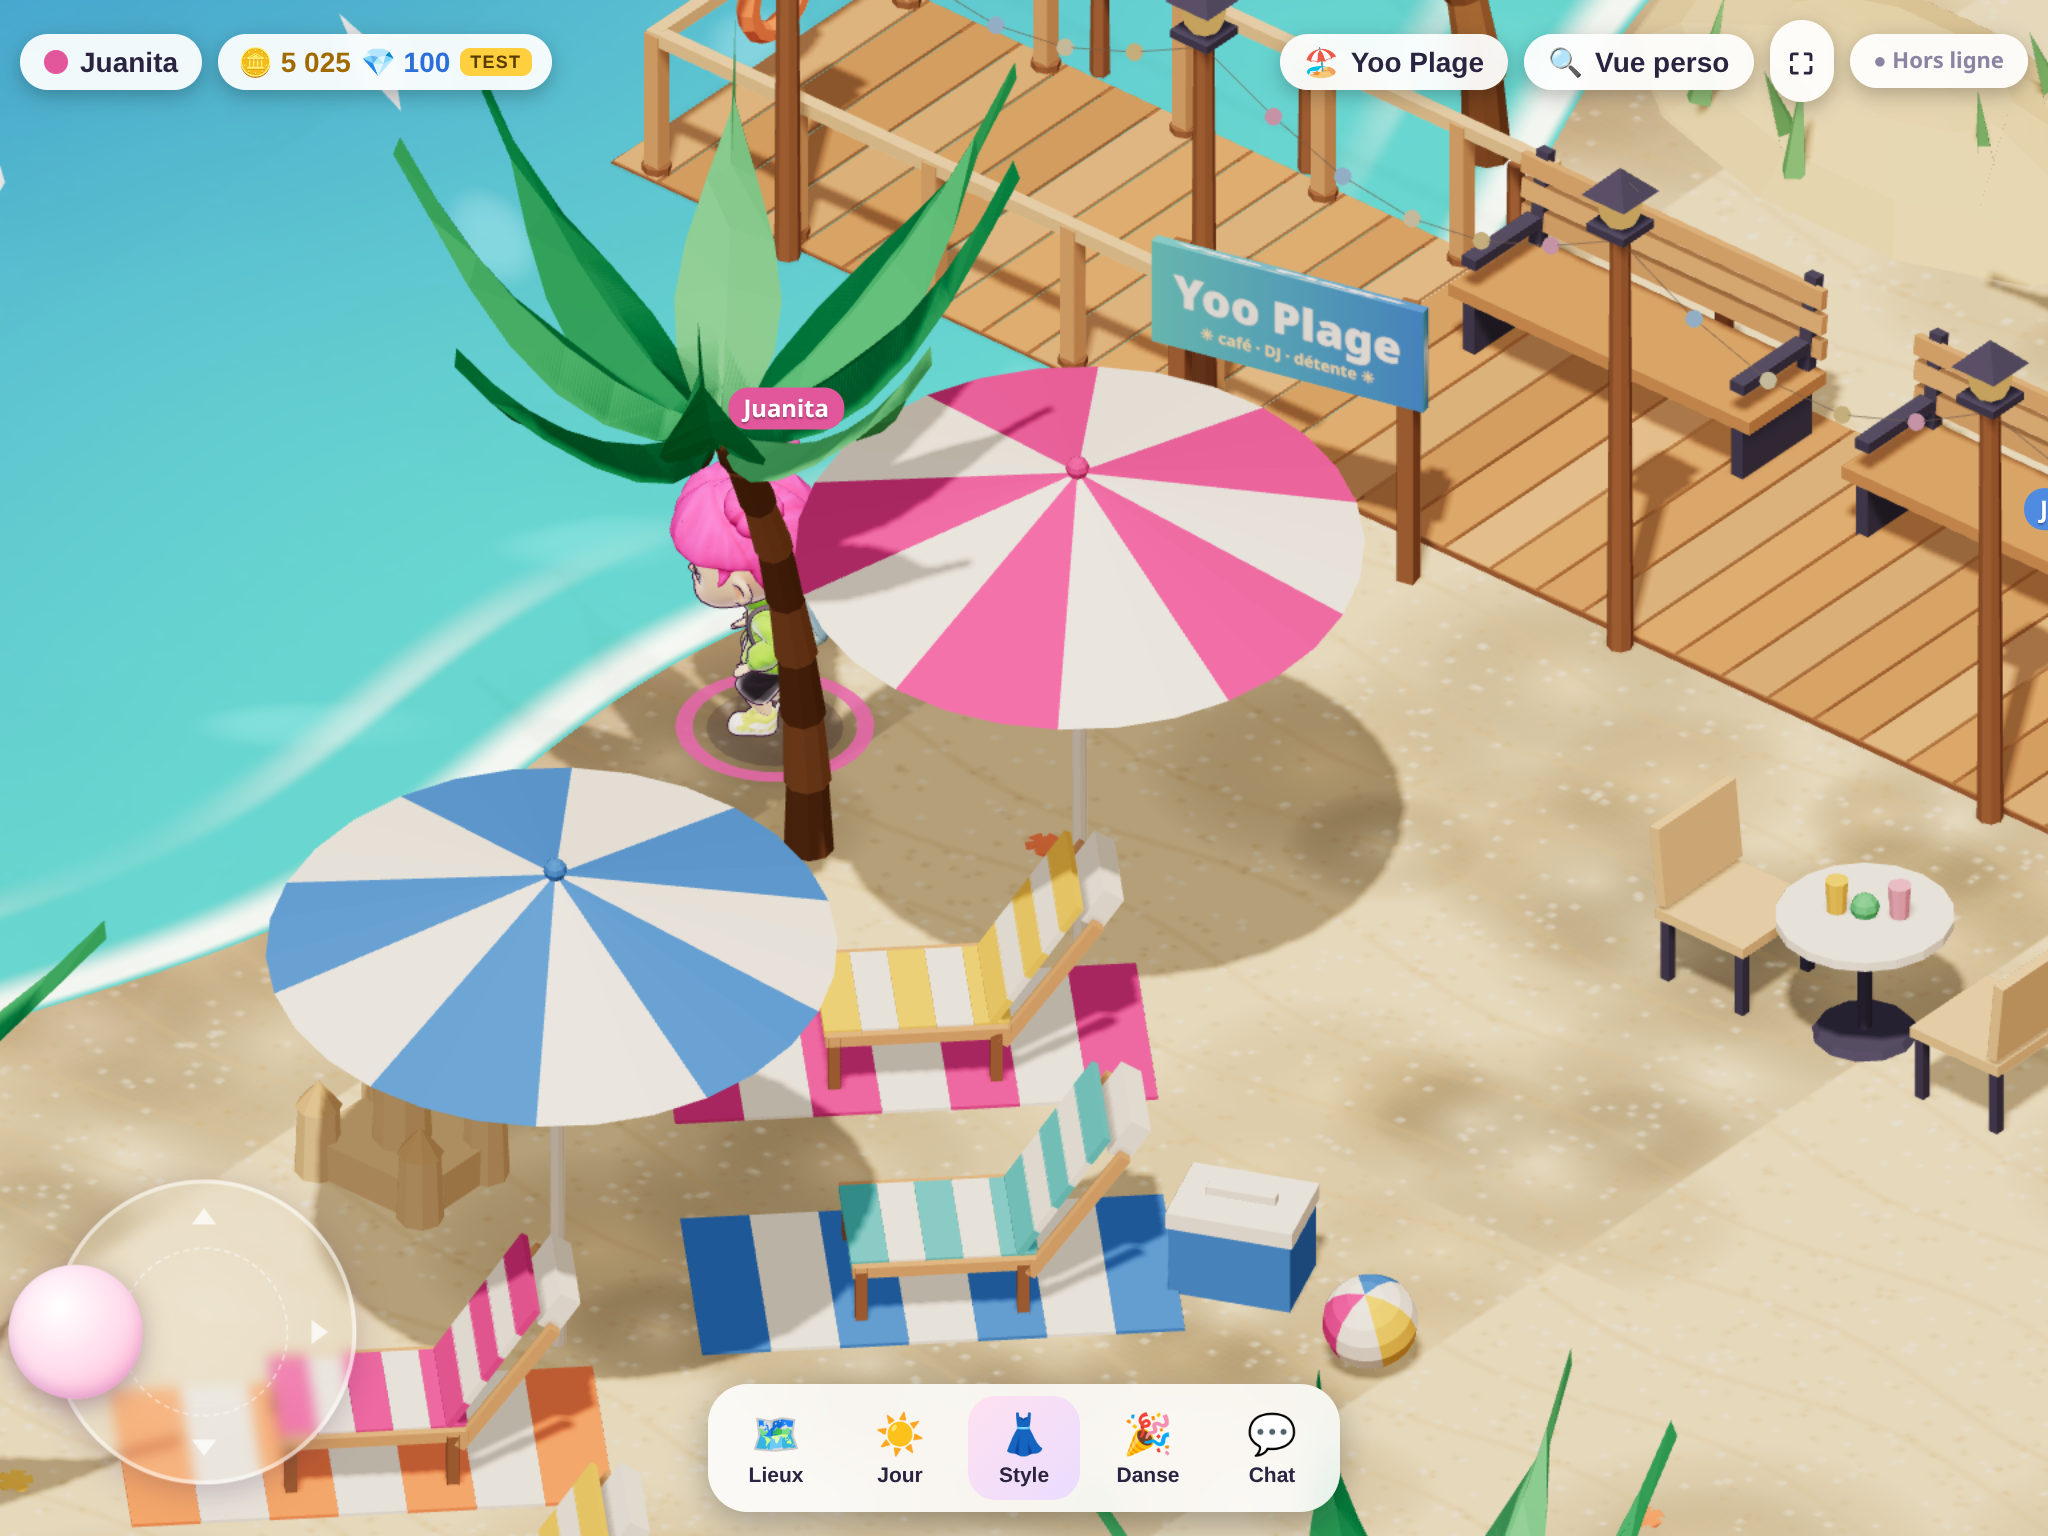 Juanita
5 025 100 TEST
Yoo Plage
Vue perso
Hors ligne
Yoo Plage
café · DJ · détente
Juanita
J
Lieux
Jour
Style
Danse
Chat